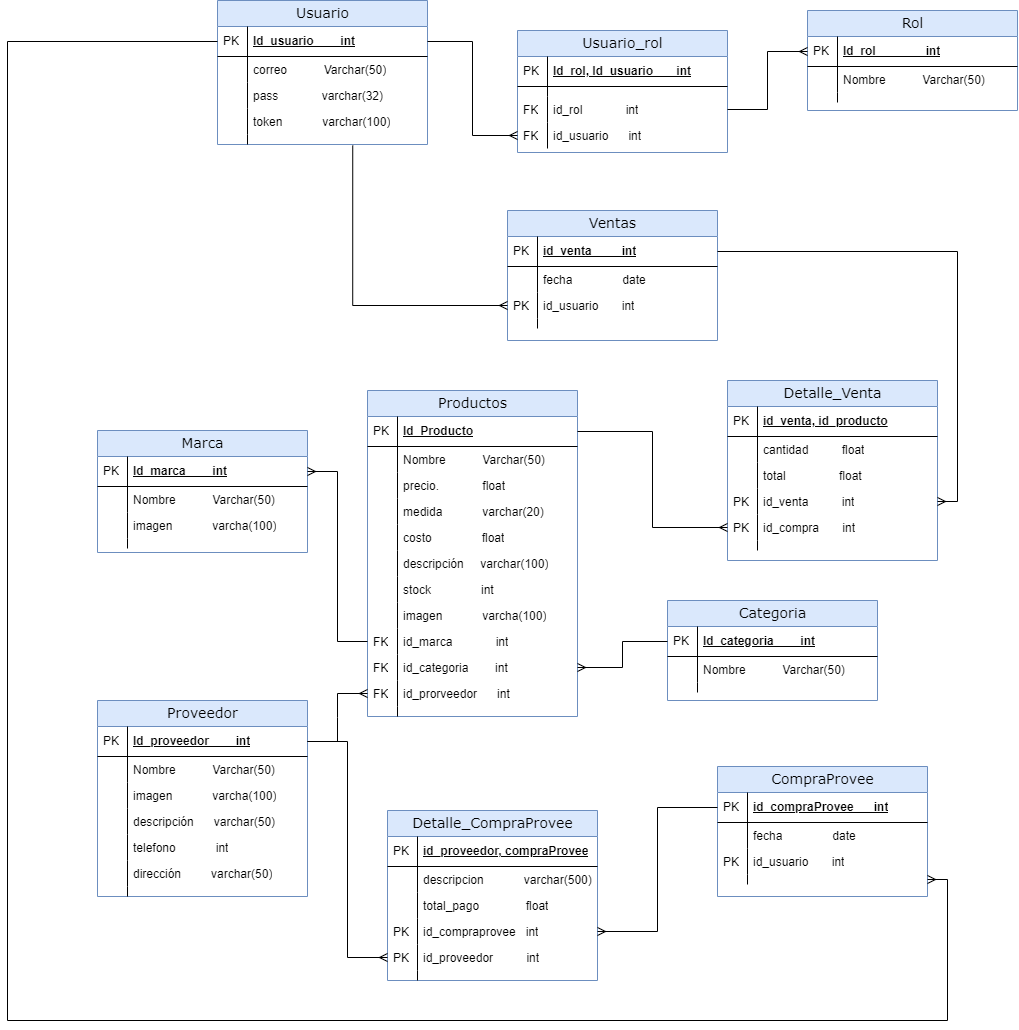 Usuario
PK Id_usuario int
correo Varchar(50)
pass varchar(32)
token varchar(100)
Usuario_rol
PK Id_rol, Id_usuario int
FK id_rol int
FK id_usuario int
Rol
PK Id_rol int
Nombre Varchar(50)
Ventas
PK id_venta int
fecha date
PK id_usuario int
Detalle_Venta
PK id_venta, id_producto
cantidad float
total float
PK id_venta int
PK id_compra int
Productos
PK Id_Producto
Nombre Varchar(50)
precio. float
medida varchar(20)
costo float
descripción varchar(100)
stock int
imagen varcha(100)
FK id_marca int
FK id_categoria int
FK id_prorveedor int
Marca
PK Id_marca int
Nombre Varchar(50)
imagen varcha(100)
Categoria
PK Id_categoria int
Nombre Varchar(50)
Proveedor
PK Id_proveedor int
Nombre Varchar(50)
imagen varcha(100)
descripción varchar(50)
telefono int
dirección varchar(50)
Detalle_CompraProvee
PK id_proveedor, compraProvee
descripcion varchar(500)
total_pago float
PK id_compraprovee int
PK id_proveedor int
CompraProvee
PK id_compraProvee int
fecha date
PK id_usuario int